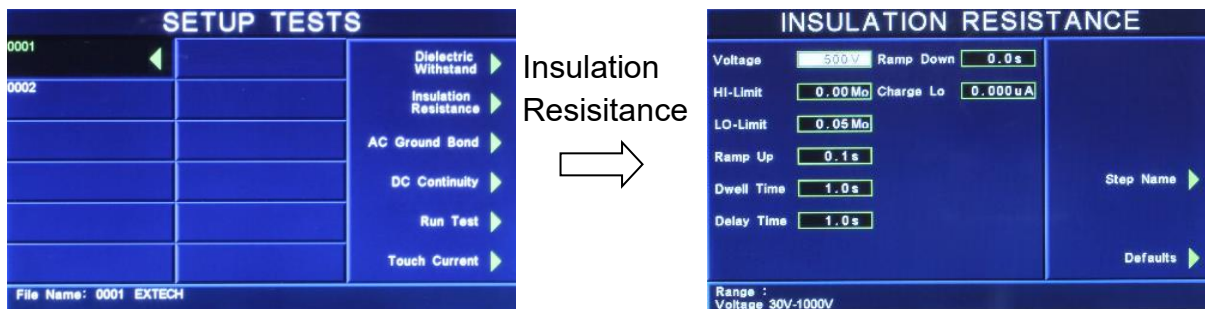 SETUP TESTS
0001
0002
Dielectric
Withstand
Insulation
Resistance
AC Ground Bond
DC Continuity
Run Test
Touch Current
File Name: 0001 EXTECH
Insulation
Resisitance
INSULATION RESISTANCE
Voltage 500V Ramp Down 0.0s
HI-Limit 0.00MΩ Charge Lo 0.000uA
LO-Limit 0.05MΩ
Ramp Up 0.1s
Dwell Time 1.0s
Delay Time 1.0s
Step Name
Defaults
Range :
Voltage 30V-1000V